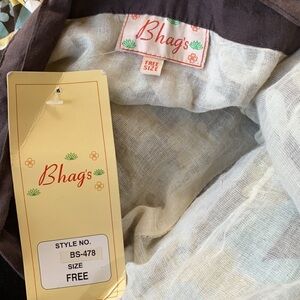 Bhag's
FREE
SIZE
Bhag's
STYLE NO.
BS-478
SIZE
FREE